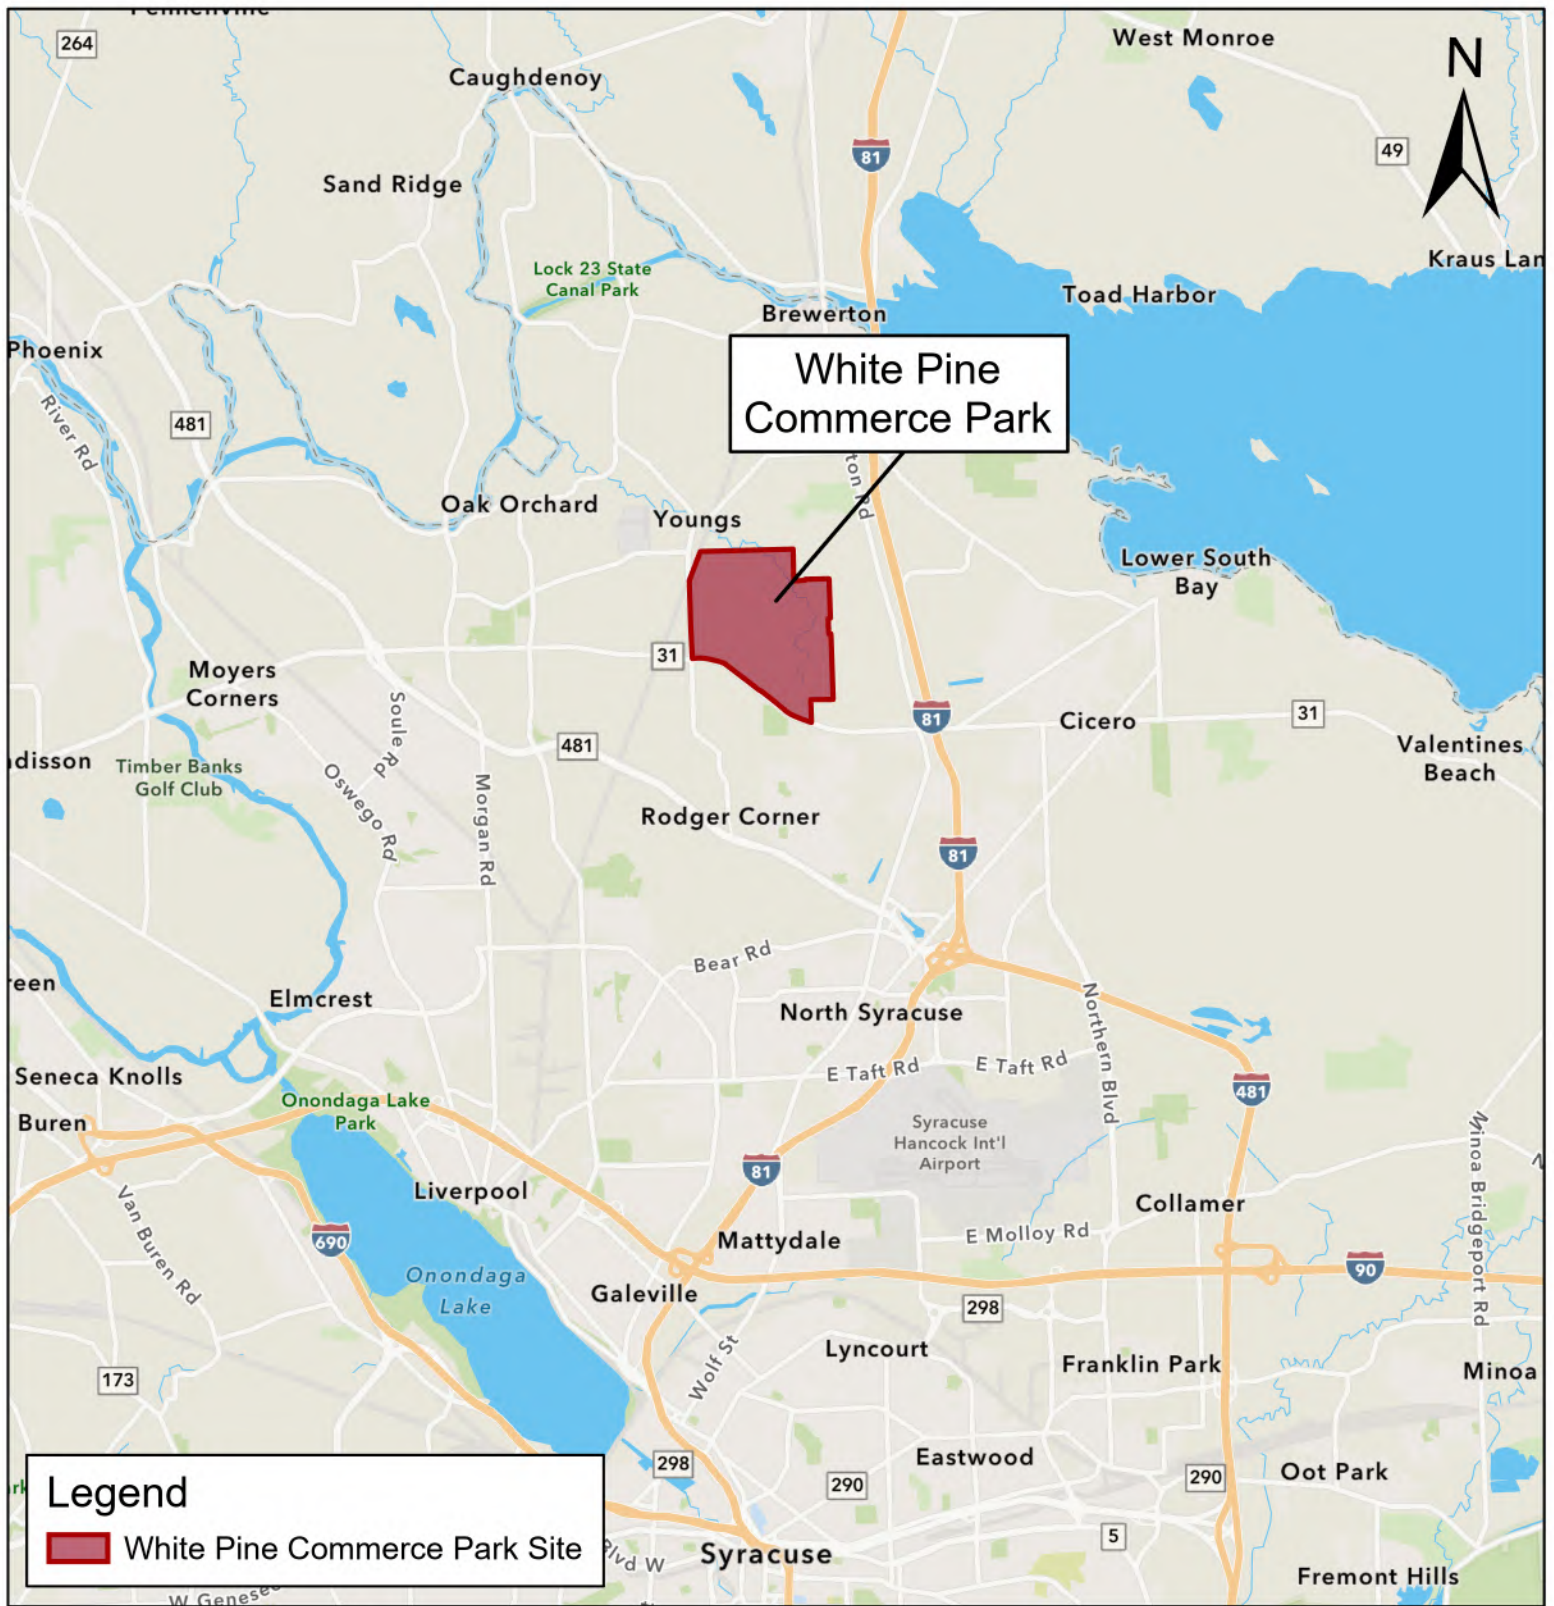 264
West Monroe
N
Caughdenoy
81
49
Sand Ridge
Lock 23 State
Canal Park
Kraus Lan
Toad Harbor
Brewerton
Phoenix
White Pine
Commerce Park
River Rd
481
ton Rd
Oak Orchard
Youngs
Lower South
Bay
31
Moyers
Corners
Soule Rd
81
Cicero
31
481
Valentines
Beach
adisson
Timber Banks
Golf Club
Oswego Rd
Morgan Rd
Rodger Corner
81
Bear Rd
reen
Elmcrest
North Syracuse
Northern Blvd
E Taft Rd
E Taft Rd
Seneca Knolls
481
Onondaga Lake
Park
Buren
Syracuse
Hancock Int'l
Airport
Minoa Bridgeport Rd
81
Van Buren Rd
Liverpool
Collamer
690
Mattydale
E Molloy Rd
90
Onondaga
Lake
Galeville
298
Wolf St
Lyncourt
Franklin Park
173
Minoa
Eastwood
298
290
290
Oot Park
Legend
White Pine Commerce Park Site
5
Blvd W
Syracuse
Fremont Hills
W Genesee